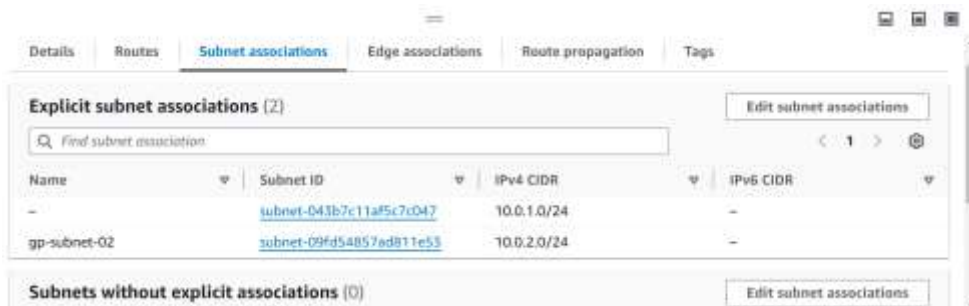 Details Routes Subnet associations Edge associations Route propagation Tags
Explicit subnet associations (2) Edit subnet associations
Find subnet association 1
Name Subnet ID IPv4 CIDR IPv6 CIDR
– subnet-043b7c11af5c7c047 10.0.1.0/24 –
gp-subnet-02 subnet-09fd54857ad811e53 10.0.2.0/24 –
Subnets without explicit associations (0) Edit subnet associations